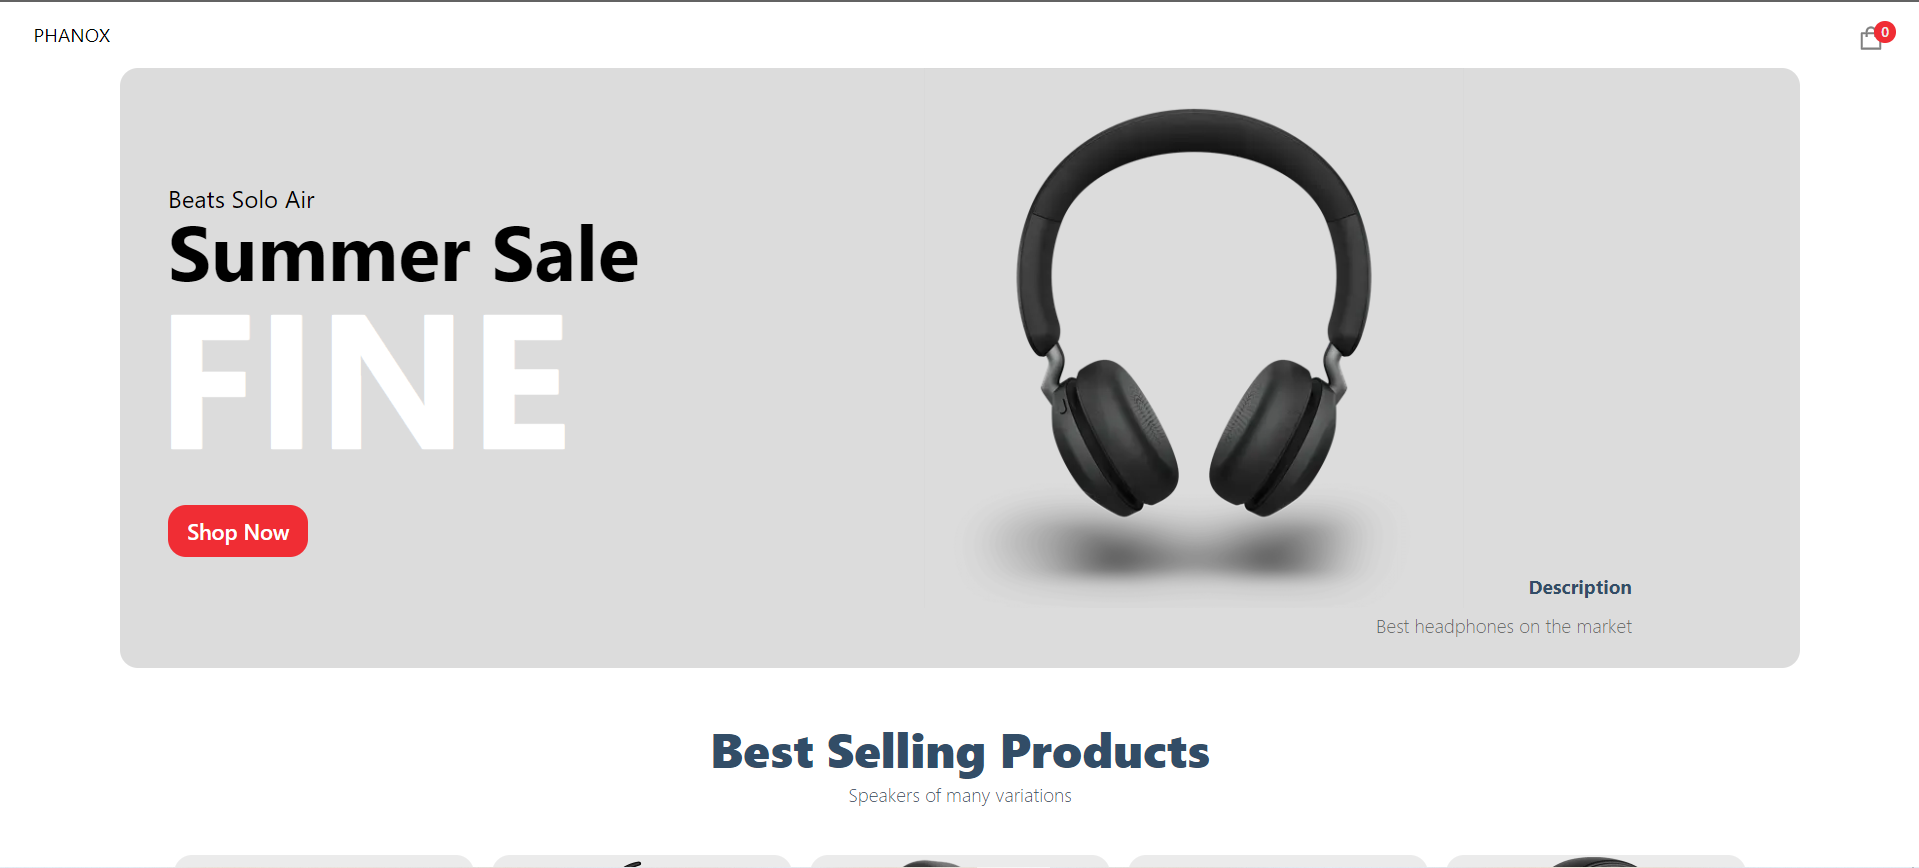 PHANOX
0
Beats Solo Air
Summer Sale
FINE
Shop Now
Description
Best headphones on the market
Best Selling Products
Speakers of many variations